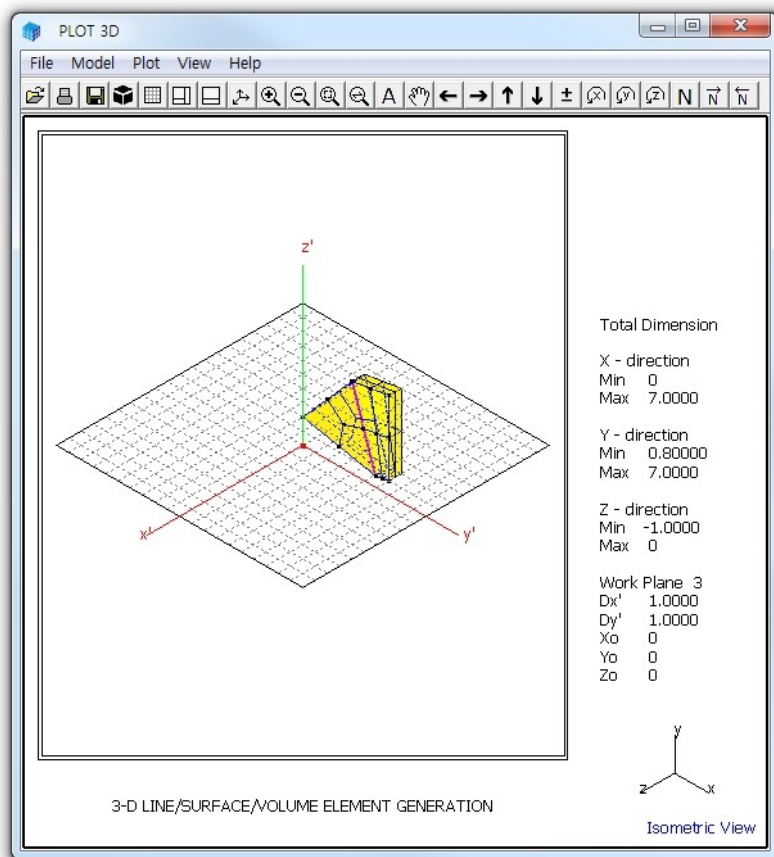 PLOT 3D
File Model Plot View Help
A ± x y z N N N
z'
x'
y'
Total Dimension
X - direction
Min 0
Max 7.0000
Y - direction
Min 0.80000
Max 7.0000
Z - direction
Min -1.0000
Max 0
Work Plane 3
Dx' 1.0000
Dy' 1.0000
Xo 0
Yo 0
Zo 0
y
z
x
3-D LINE/SURFACE/VOLUME ELEMENT GENERATION
Isometric View